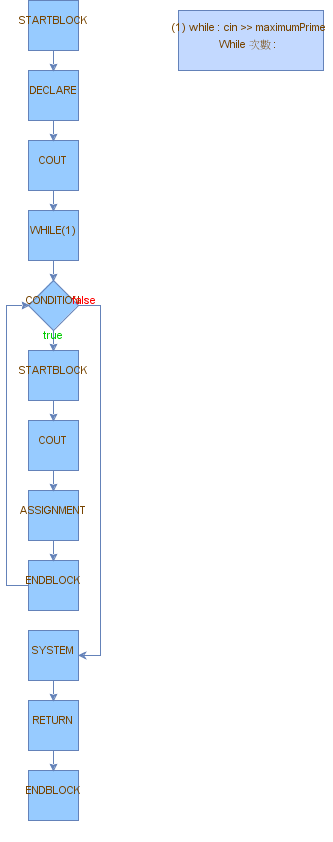 STARTBLOCK
DECLARE
COUT
WHILE(1)
CONDITION
false
true
STARTBLOCK
COUT
ASSIGNMENT
ENDBLOCK
SYSTEM
RETURN
ENDBLOCK
(1) while : cin >> maximumPrime
While 次數 :